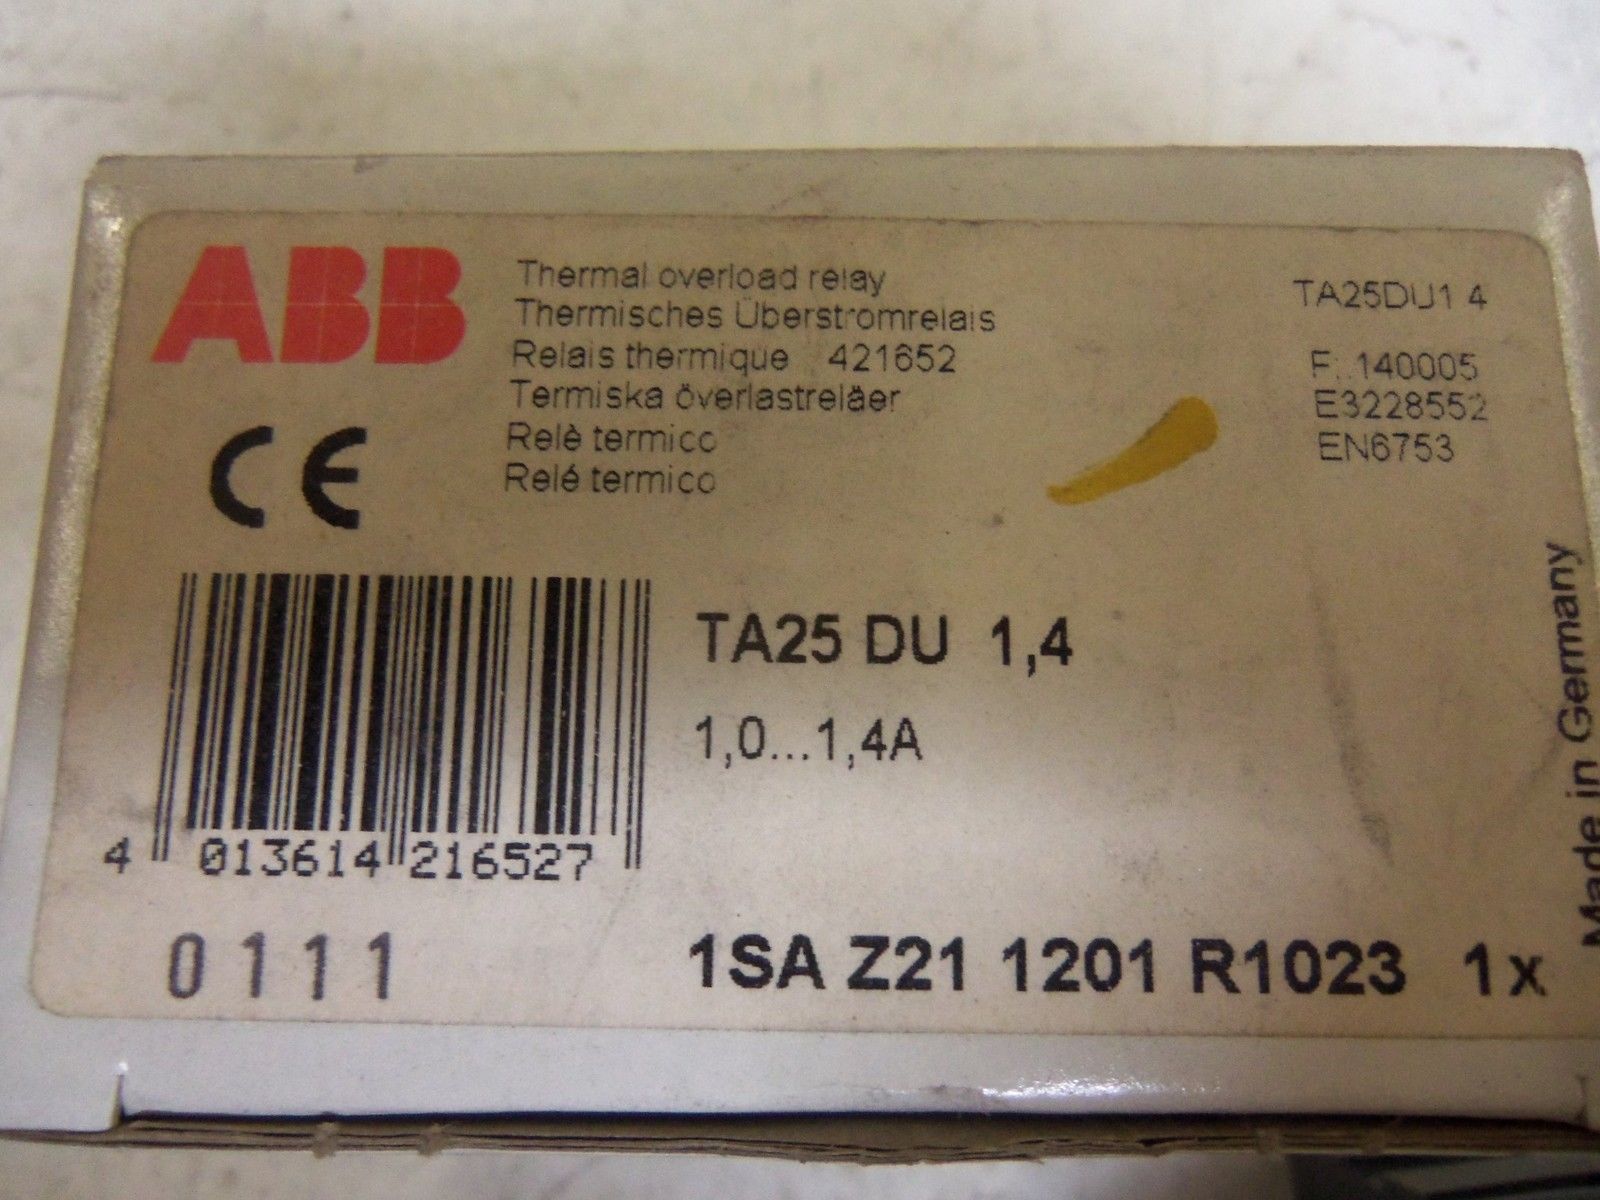 ABB
Thermal overload relay
Thermisches Überstromrelais
Relais thermique 421652
Termiska överlastreläer
Relè termico
Relé termico
TA25DU1 4
F: 140005
E3228552
EN6753
CE
TA25 DU 1,4
1,0...1,4A
4 013614 216527
0111
1SA Z21 1201 R1023 1x
Made in Germany